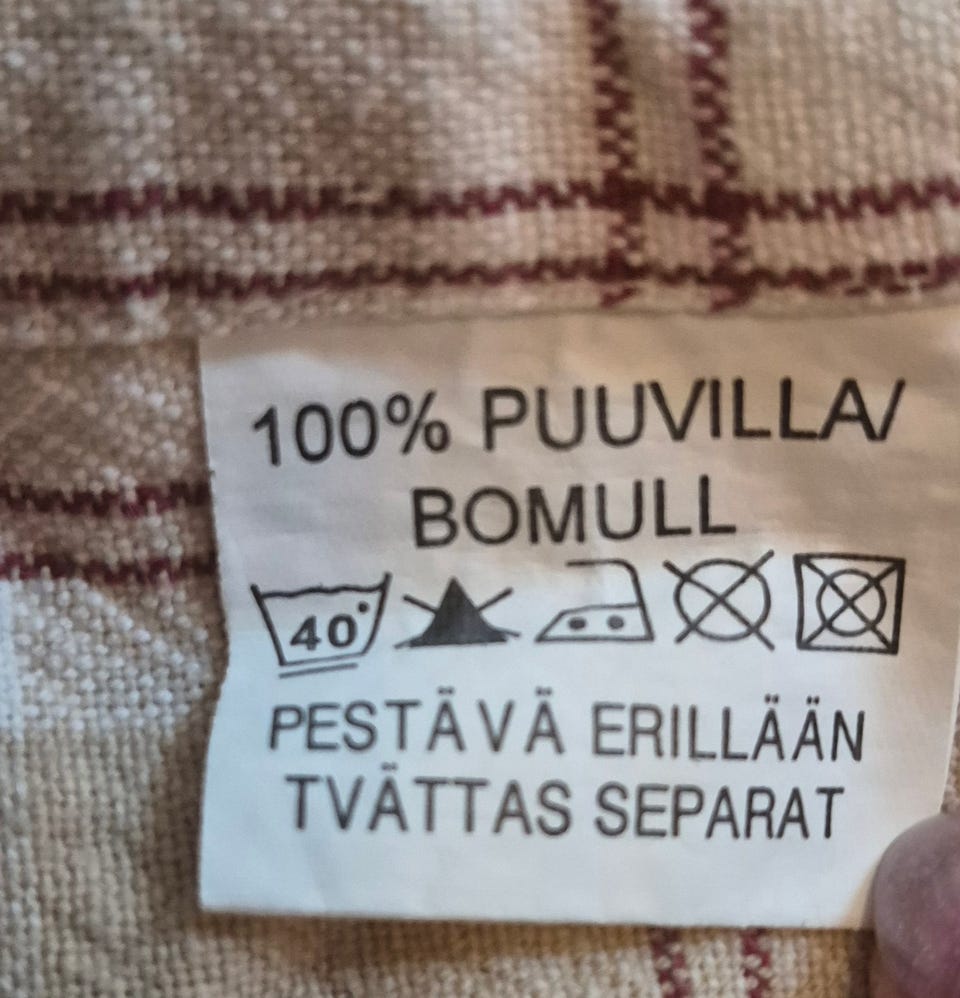 100% PUUVILLA/
BOMULL
40°
PESTÄVÄ ERILLÄÄN
TVÄTTAS SEPARAT